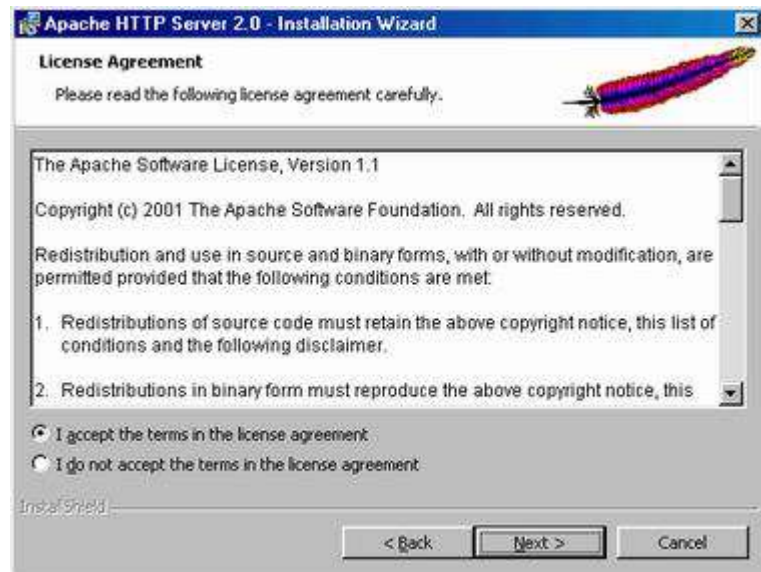 Apache HTTP Server 2.0 - Installation Wizard
License Agreement
Please read the following license agreement carefully.
The Apache Software License, Version 1.1
Copyright (c) 2001 The Apache Software Foundation. All rights reserved.
Redistribution and use in source and binary forms, with or without modification, are
permitted provided that the following conditions are met:
1. Redistributions of source code must retain the above copyright notice, this list of
conditions and the following disclaimer.
2. Redistributions in binary form must reproduce the above copyright notice, this
I accept the terms in the license agreement
I do not accept the terms in the license agreement
InstallShield
< Back
Next >
Cancel